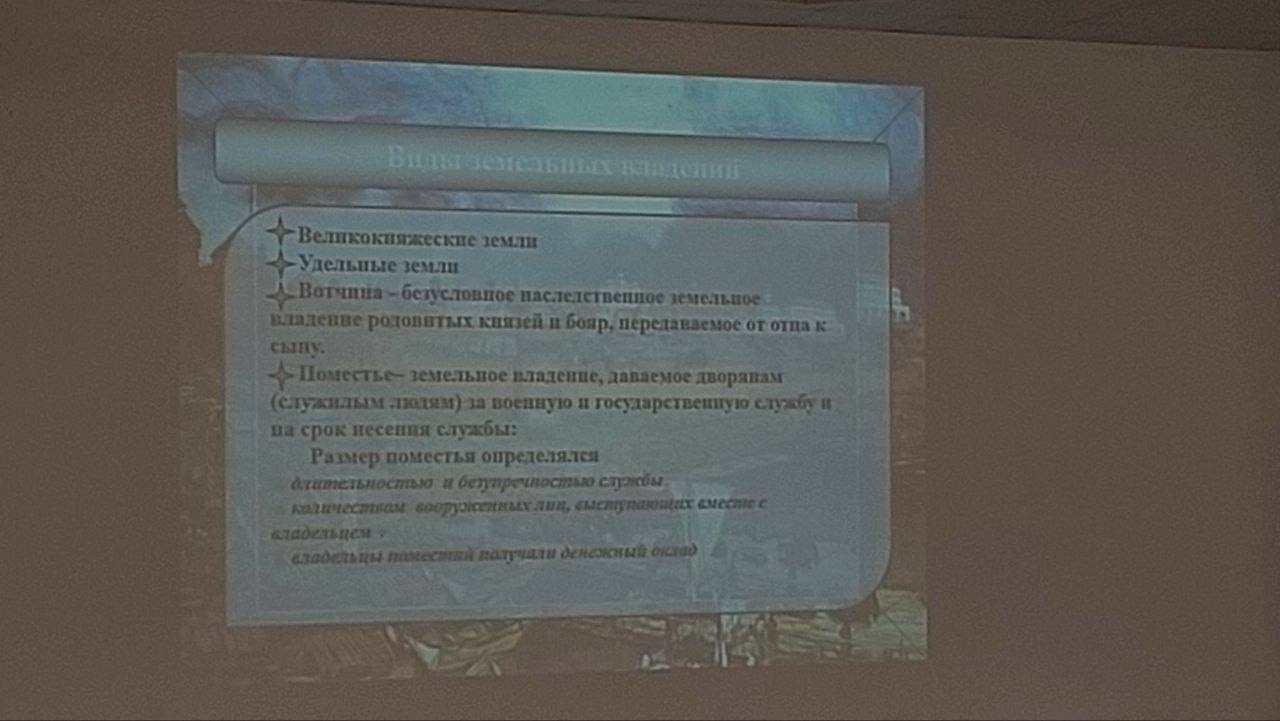 Виды земельных владений
Великокняжеские земли
Удельные земли
Вотчина – безусловное наследственное земельное
владение родовитых князей и бояр, передаваемое от отца к
сыну.
Поместье– земельное владение, даваемое дворянам
(служилым людям) за военную и государственную службу и
на срок несения службы:
Размер поместья определялся
длительностью и безупречностью службы
количеством вооруженных лиц, выступающих вместе с
владельцем
владельцы поместий получали денежный оклад